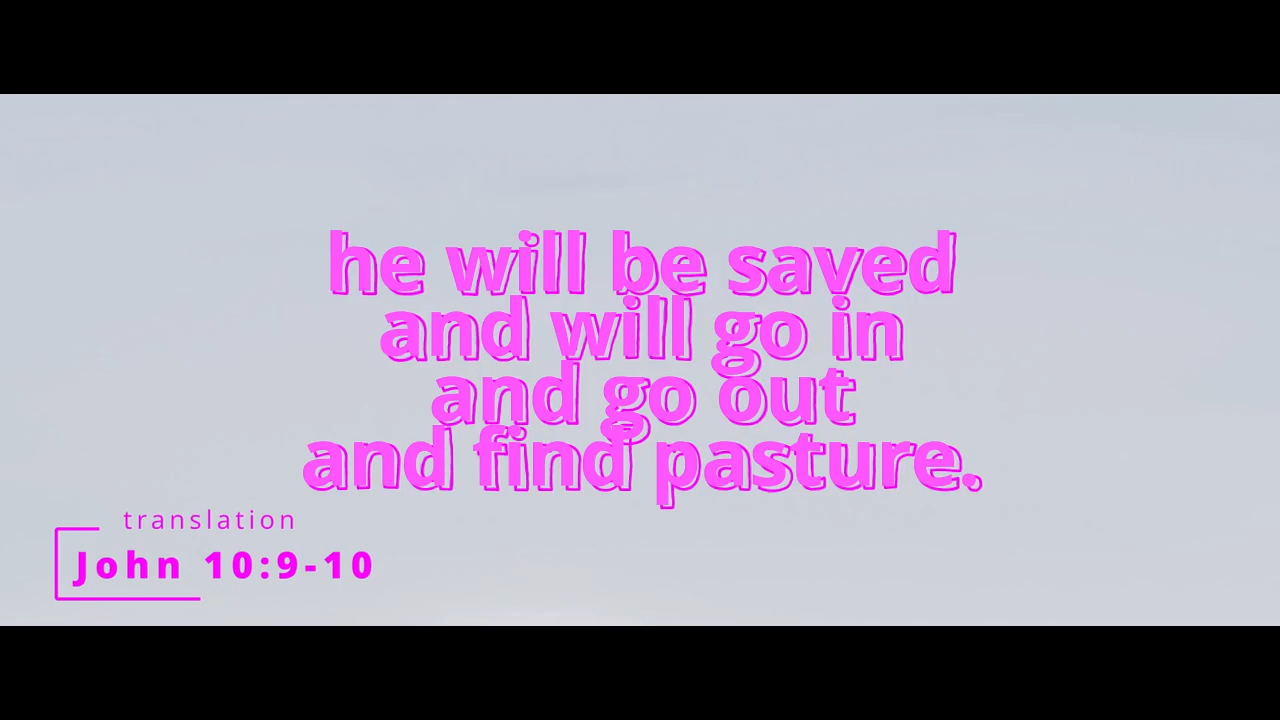 he will be saved
and will go in
and go out
and find pasture.
translation
John 10:9-10